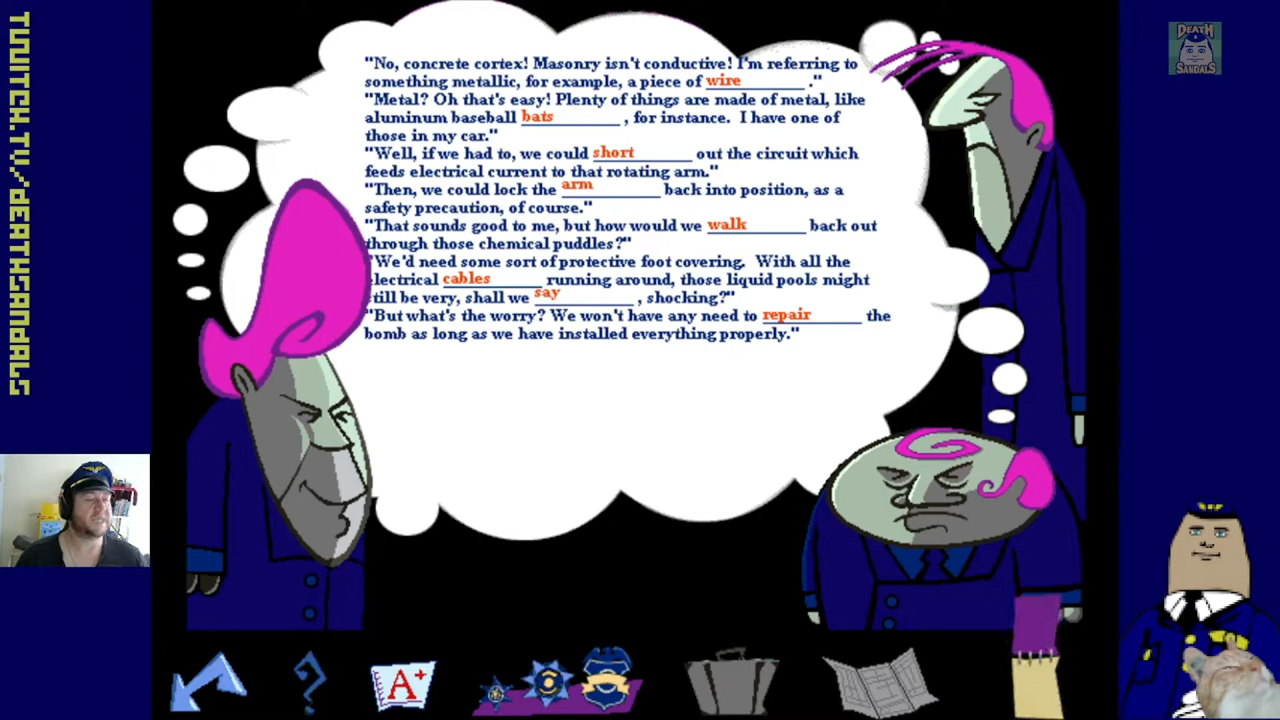 TWITCH.TV/DEATHSANDALS
DEATH
SANDALS
"No, concrete cortex! Masonry isn't conductive! I'm referring to
something metallic, for example, a piece of wire ."
"Metal? Oh that's easy! Plenty of things are made of metal, like
aluminum baseball bats , for instance. I have one of
those in my car."
"Well, if we had to, we could short out the circuit which
feeds electrical current to that rotating arm."
"Then, we could lock the arm back into position, as a
safety precaution, of course."
"That sounds good to me, but how would we walk back out
through those chemical puddles?"
"We'd need some sort of protective foot covering. With all the
electrical cables running around, those liquid pools might
still be very, shall we say , shocking?"
"But what's the worry? We won't have any need to repair the
bomb as long as we have installed everything properly."
A+